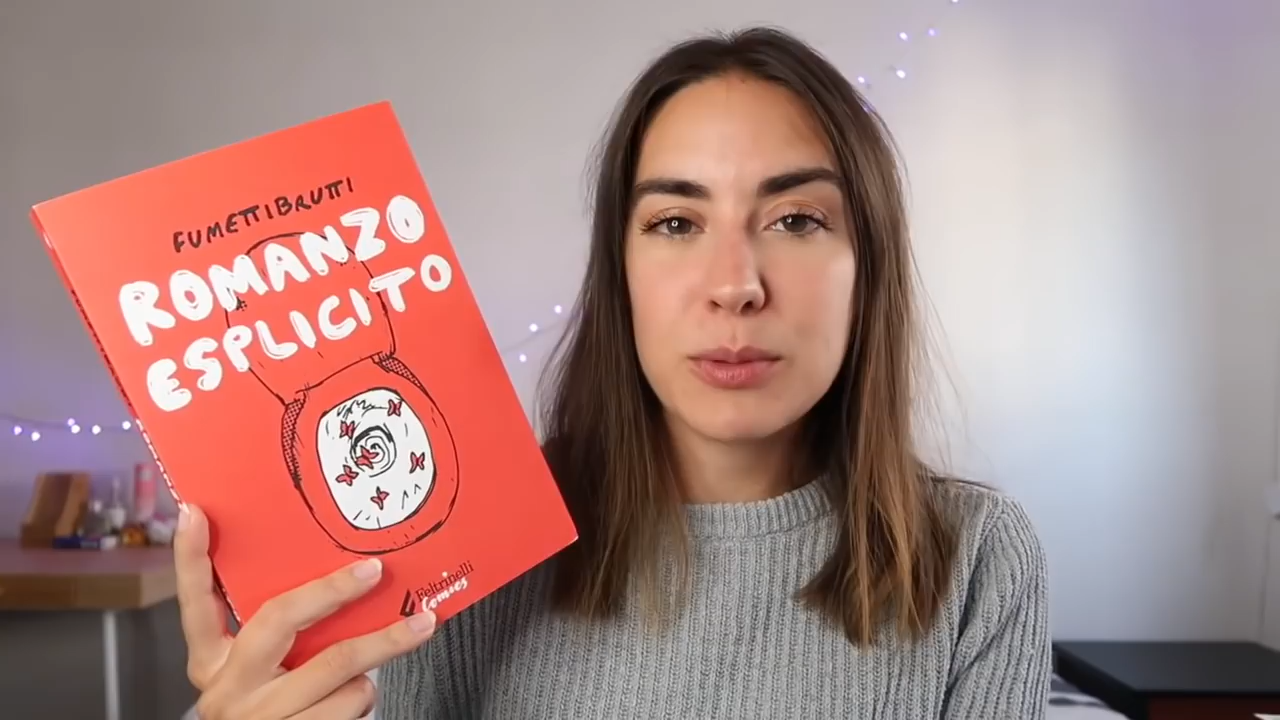 FUMETTIBRUTTI
ROMANZO
ESPLICITO
Feltrinelli
Comics